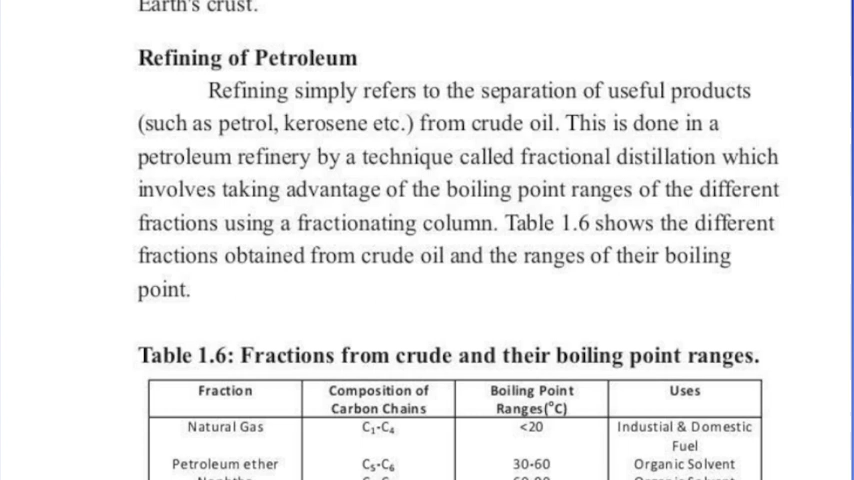 Earth's crust.
Refining of Petroleum
Refining simply refers to the separation of useful products
(such as petrol, kerosene etc.) from crude oil. This is done in a
petroleum refinery by a technique called fractional distillation which
involves taking advantage of the boiling point ranges of the different
fractions using a fractionating column. Table 1.6 shows the different
fractions obtained from crude oil and the ranges of their boiling
point.
Table 1.6: Fractions from crude and their boiling point ranges.
Fraction Composition of Carbon Chains Boiling Point Ranges(°C) Uses
Natural Gas C₁-C₄ <20 Industial & Domestic Fuel
Petroleum ether C₅-C₆ 30-60 Organic Solvent